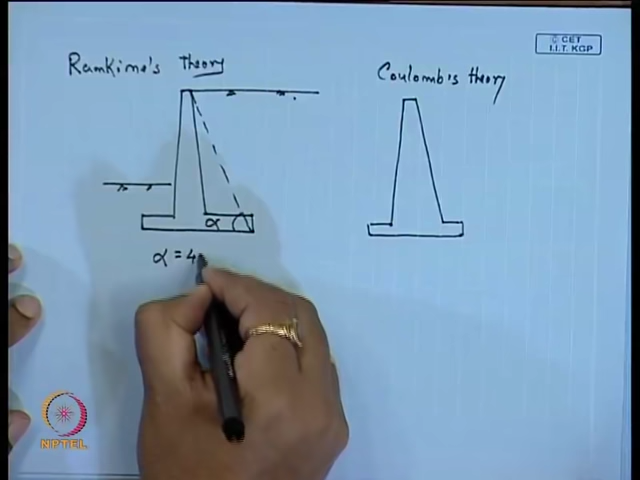 Rankine's theory
© CET
I.I.T. KGP
Coulomb's theory
α
α = 4
NPTEL